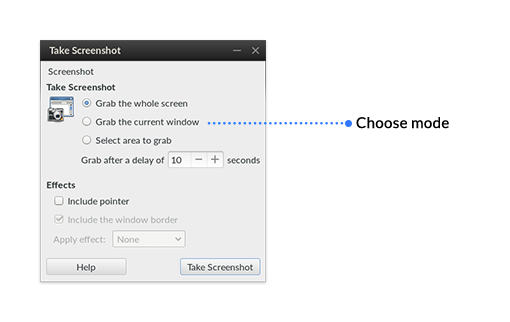 Take Screenshot
Screenshot
Take Screenshot
Grab the whole screen
Grab the current window
Choose mode
Select area to grab
Grab after a delay of 10 − + seconds
Effects
Include pointer
Include the window border
Apply effect: None
Help Take Screenshot